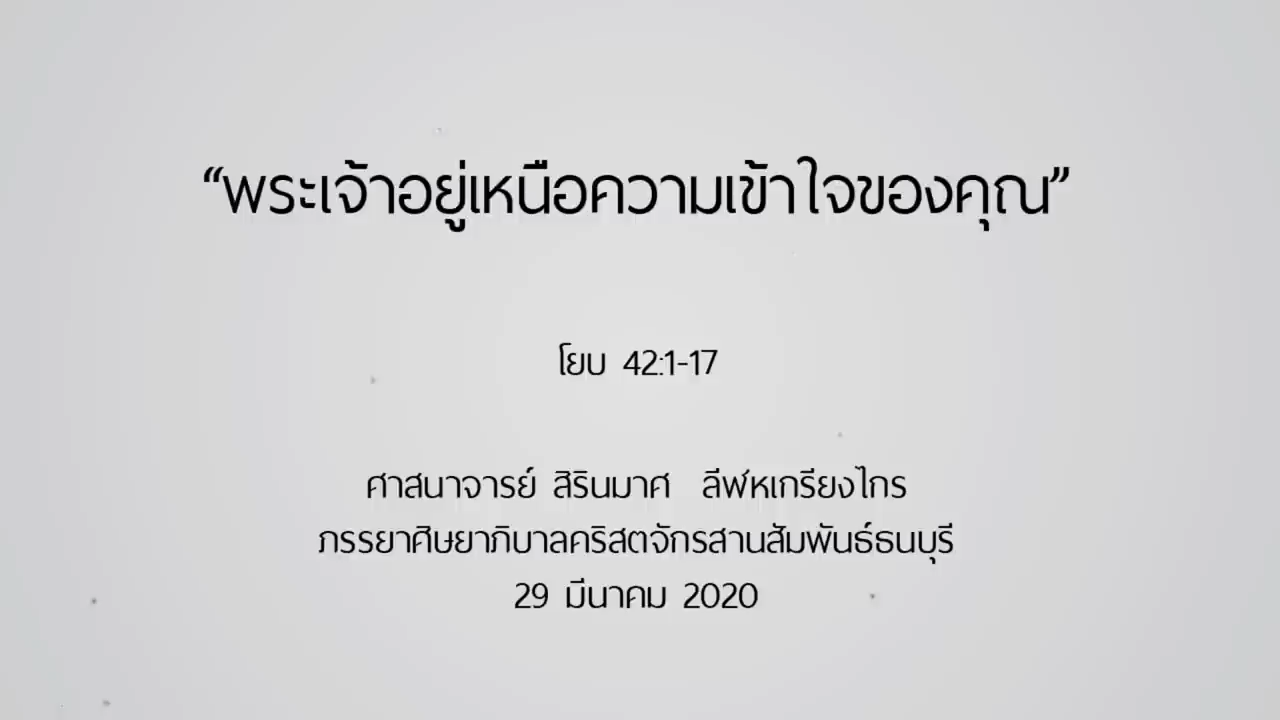 “พระเจ้าอยู่เหนือความเข้าใจของคุณ”
โยบ 42:1-17
ศาสนาจารย์ สิรินมาศ ลีฬหเกรียงไกร
ภรรยาศิษยาภิบาลคริสตจักรสานสัมพันธ์ธนบุรี
29 มีนาคม 2020